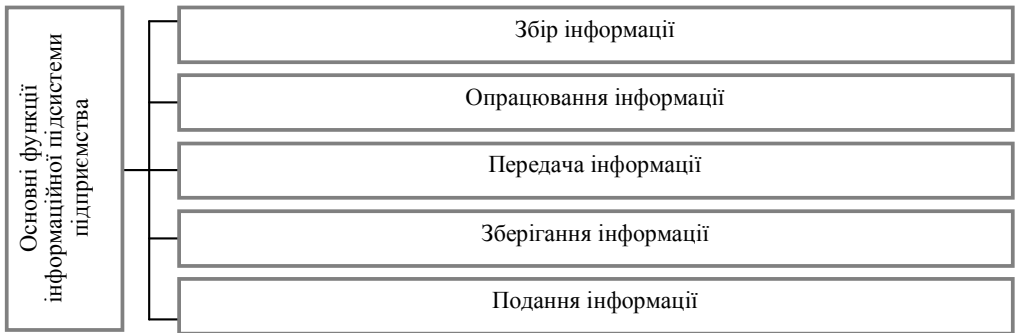 Основні функції
інформаційної підсистеми
підприємства
Збір інформації
Опрацювання інформації
Передача інформації
Зберігання інформації
Подання інформації